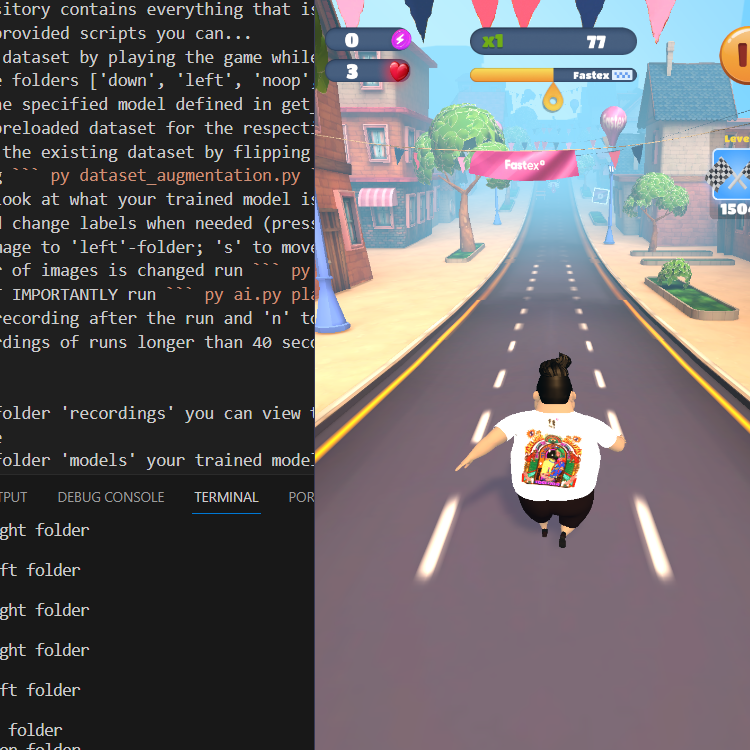 sitory contains everything that is
provided scripts you can...
dataset by playing the game while
folders ['down', 'left', 'noop'
he specified model defined in get_
preloaded dataset for the respecti
the existing dataset by flipping
``` py dataset_augmentation.py
look at what your trained model is
d change labels when needed (press
mage to 'left'-folder; 's' to move
r of images is changed run ``` py
T IMPORTANTLY run ``` py ai.py pla
recording after the run and 'n' to
rdings of runs longer than 40 seco
folder 'recordings' you can view t
e
folder 'models' your trained model
TPUT DEBUG CONSOLE TERMINAL POR
ght folder
ft folder
ght folder
ght folder
ft folder
folder
0
x1 77
3
Fastex
Fastex
Leve
150